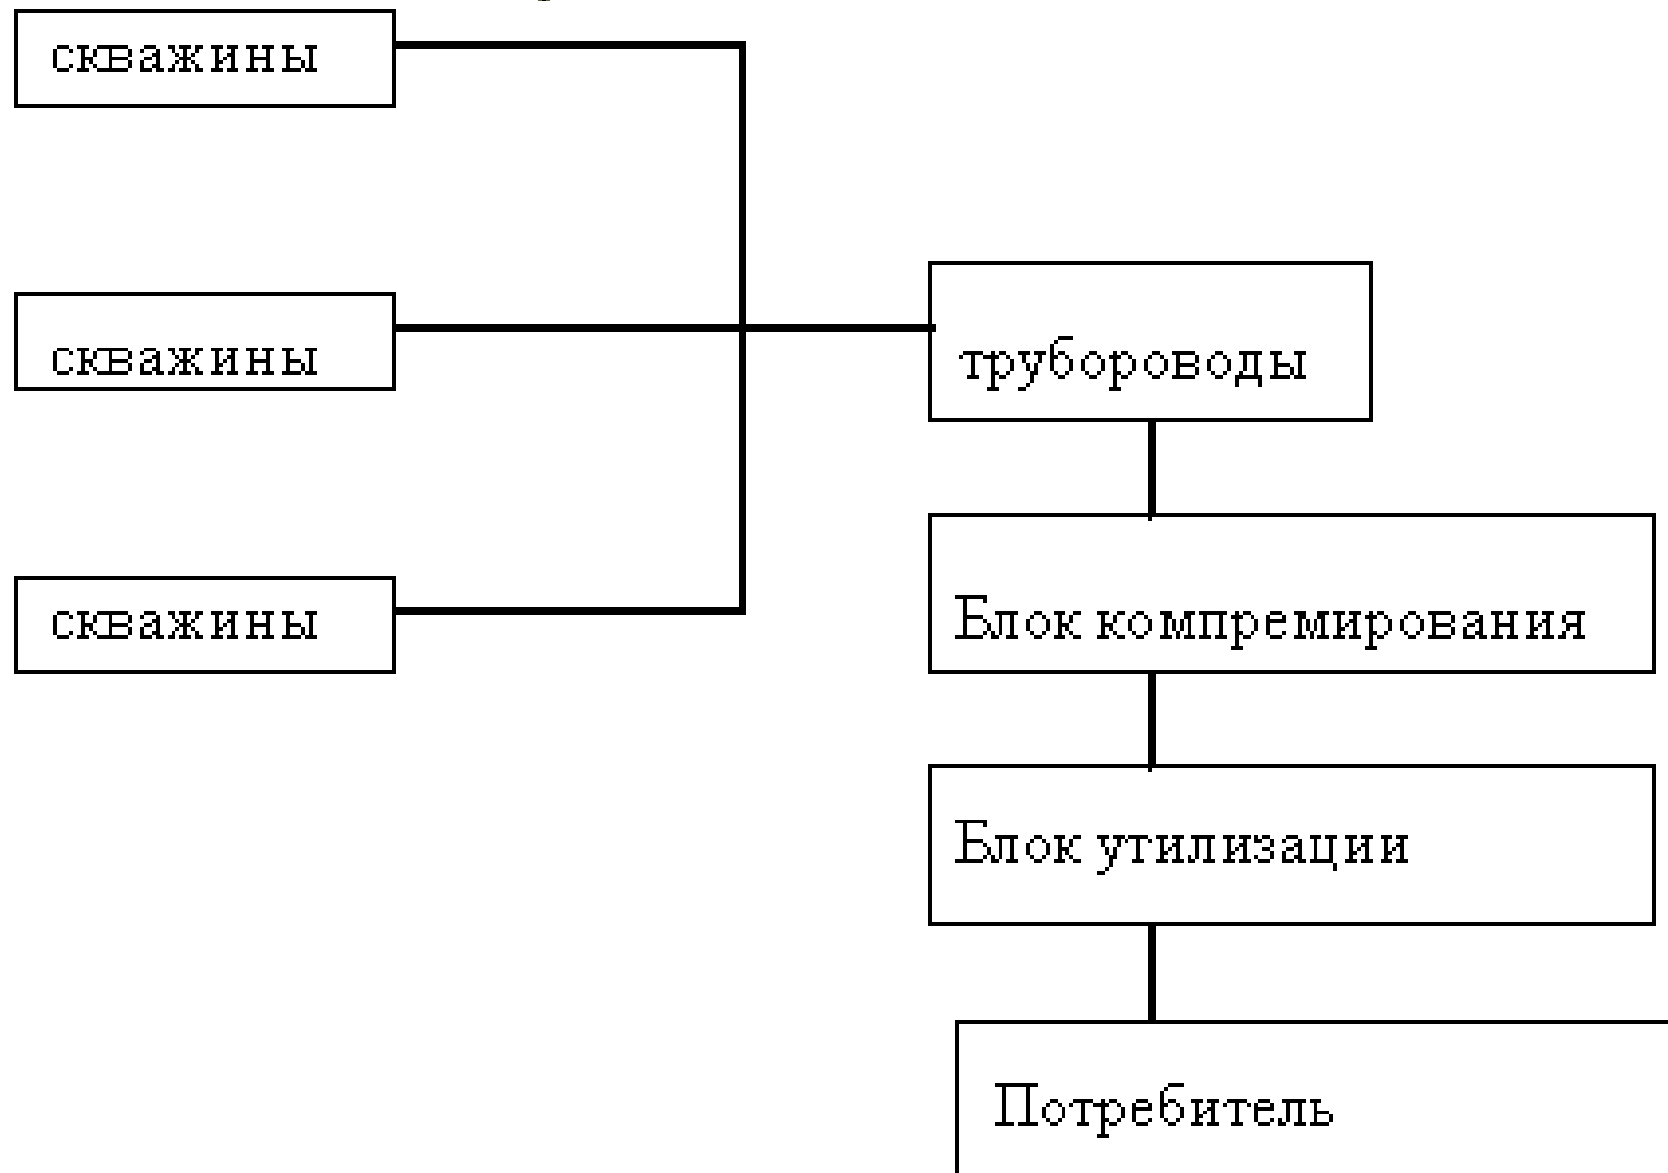 скважины
скважины
трубороводы
скважины
Блок компремирования
Блок утилизации
Потребитель